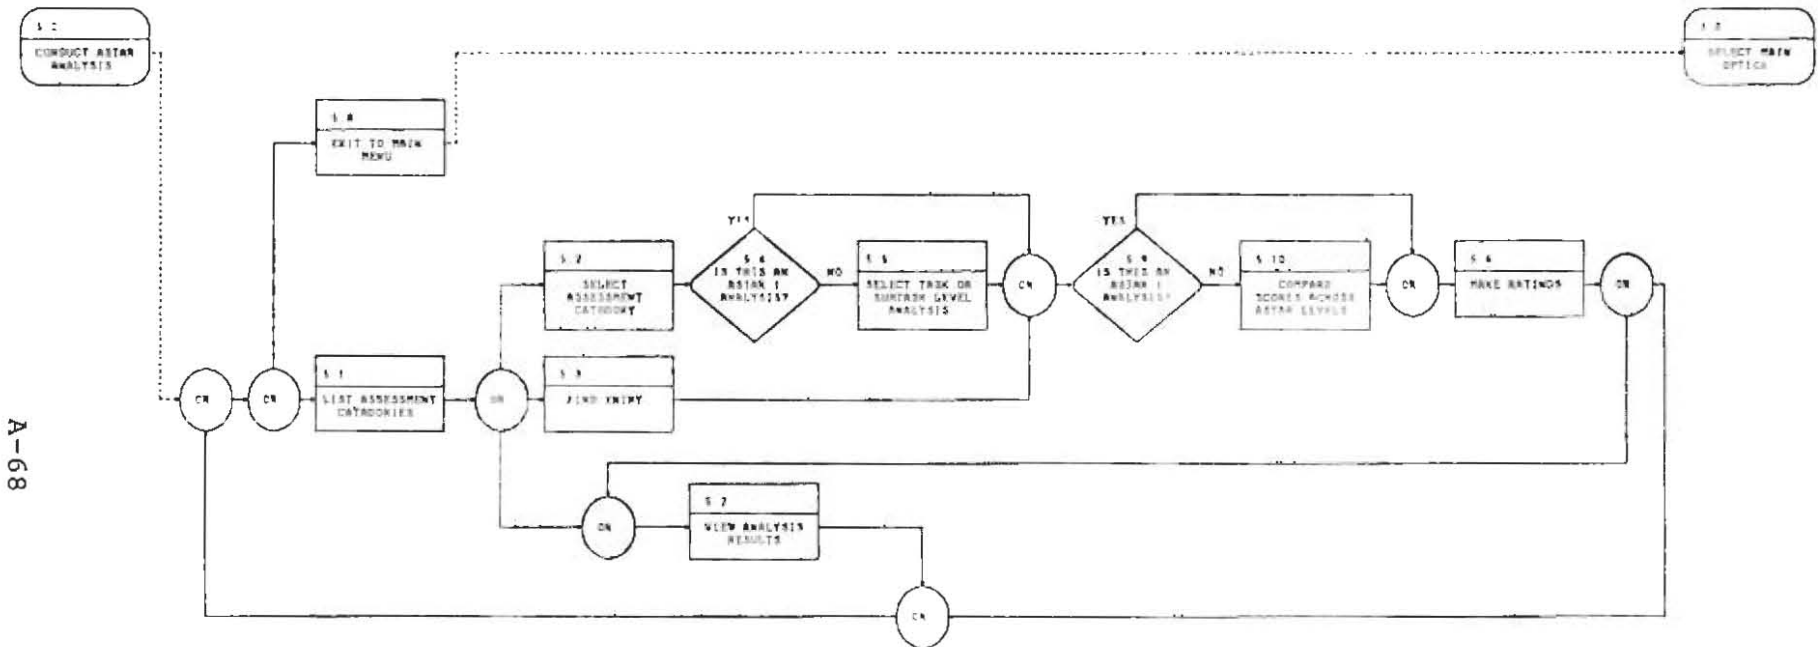 CONDUCT ASTAR
ANALYSIS
SELECT MAIN
5.8
EXIT TO MAIN
MENU
YES
YES
5.2
SELECT
ASSESSMENT
CATEGORY
5.4
IS THIS AN
ASTAR 1
ANALYSIS?
NO
5.5
SELECT TASK OR
SUBTASK LEVEL
ANALYSIS
OR
5.9
IS THIS AN
ASTAR 1
ANALYSIS?
NO
5.10
COMPARE
SCORES ACROSS
ASTAR LEVELS
OR
5.6
MAKE RATINGS
OR
OR
OR
5.1
LIST ASSESSMENT
CATAGORIES
OR
5.3
FIND ENTRY
OR
5.7
VIEW ANALYSIS
RESULTS
OR
A-68